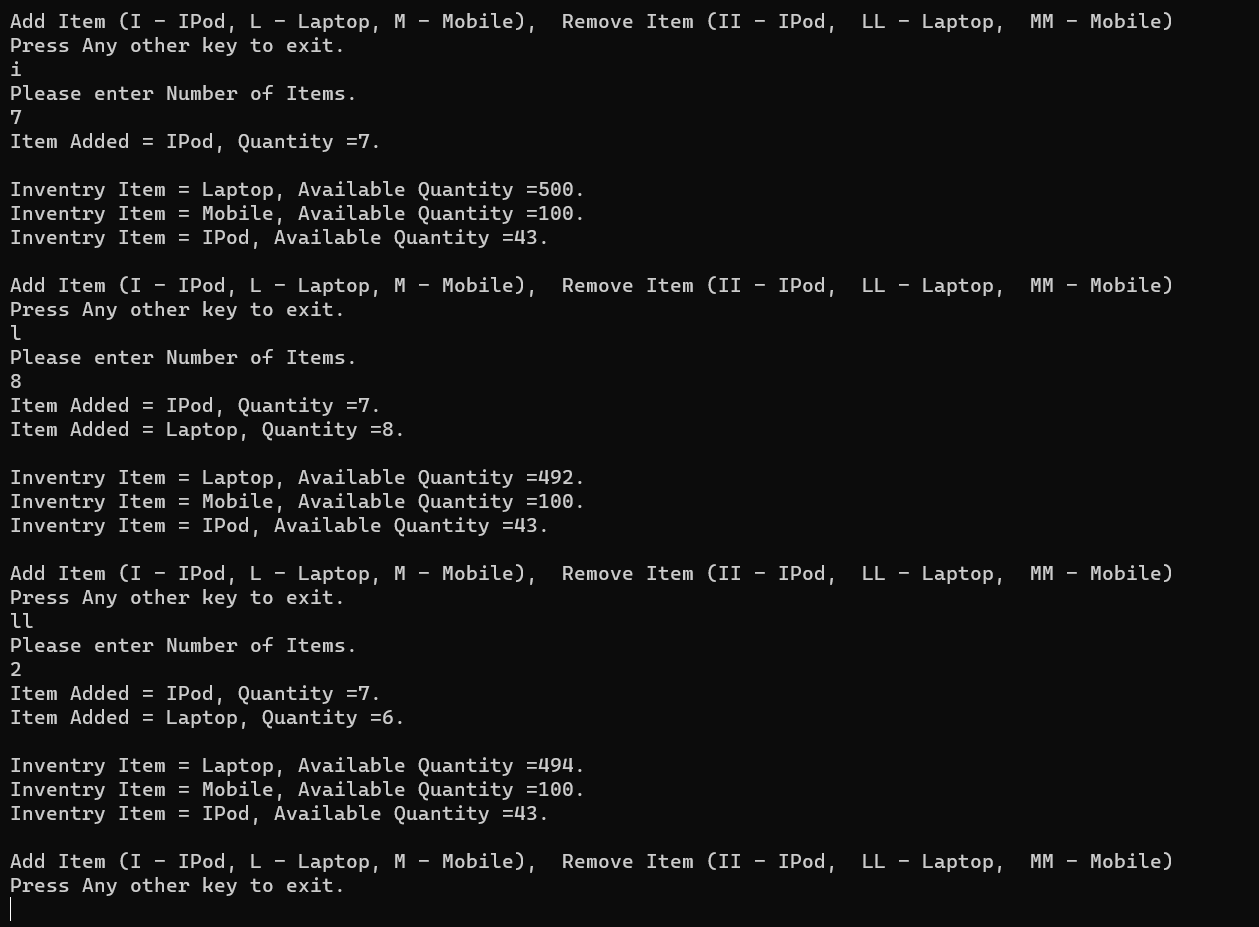 Add Item (I - IPod, L - Laptop, M - Mobile),  Remove Item (II - IPod,  LL - Laptop,  MM - Mobile)
Press Any other key to exit.
i
Please enter Number of Items.
7
Item Added = IPod, Quantity =7.

Inventry Item = Laptop, Available Quantity =500.
Inventry Item = Mobile, Available Quantity =100.
Inventry Item = IPod, Available Quantity =43.

Add Item (I - IPod, L - Laptop, M - Mobile),  Remove Item (II - IPod,  LL - Laptop,  MM - Mobile)
Press Any other key to exit.
l
Please enter Number of Items.
8
Item Added = IPod, Quantity =7.
Item Added = Laptop, Quantity =8.

Inventry Item = Laptop, Available Quantity =492.
Inventry Item = Mobile, Available Quantity =100.
Inventry Item = IPod, Available Quantity =43.

Add Item (I - IPod, L - Laptop, M - Mobile),  Remove Item (II - IPod,  LL - Laptop,  MM - Mobile)
Press Any other key to exit.
ll
Please enter Number of Items.
2
Item Added = IPod, Quantity =7.
Item Added = Laptop, Quantity =6.

Inventry Item = Laptop, Available Quantity =494.
Inventry Item = Mobile, Available Quantity =100.
Inventry Item = IPod, Available Quantity =43.

Add Item (I - IPod, L - Laptop, M - Mobile),  Remove Item (II - IPod,  LL - Laptop,  MM - Mobile)
Press Any other key to exit.